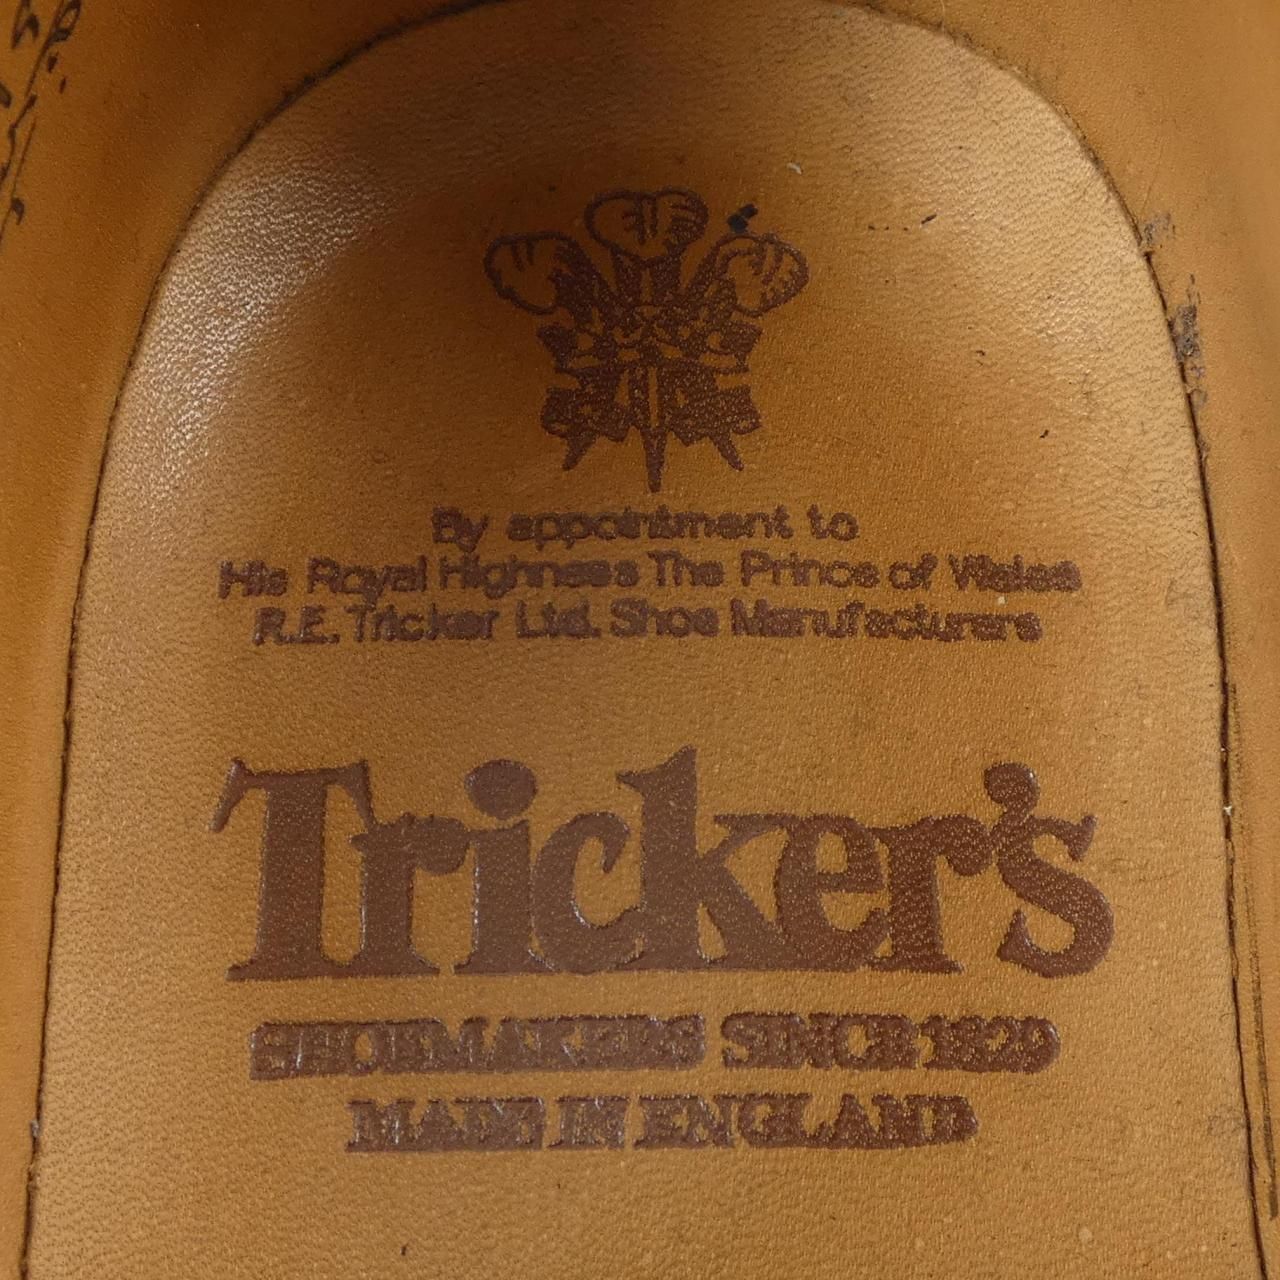 By appointment to
His Royal Highness The Prince of Wales
R.E. Tricker Ltd. Shoe Manufacturers
Tricker's
SHOEMAKERS SINCE 1829
MADE IN ENGLAND